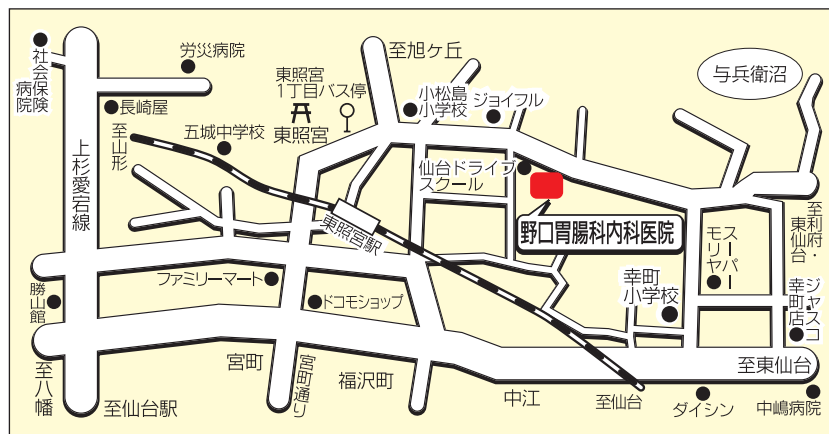 社会保険
病院
労災病院
長崎屋
至山形
五城中学校
上杉愛宕線
東照宮
1丁目バス停
東照宮
至旭ヶ丘
小松島
小学校
ジョイフル
与兵衛沼
仙台ドライブ
スクール
野口胃腸科内科医院
東照宮駅
ファミリーマート
ドコモショップ
勝山館
至八幡
至仙台駅
宮町
宮町通り
福沢町
中江
至仙台
幸町
小学校
スーパー
モリヤ
至利府・
東仙台
ジャスコ
幸町店
至東仙台
ダイシン
中嶋病院